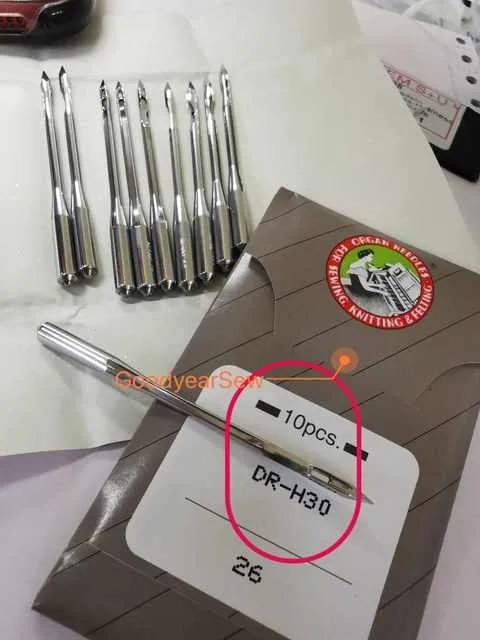 ORGAN NEEDLES
FOR SEWING, KNITTING & FELTING
GoodyearSew
10pcs.
DR-H30
26